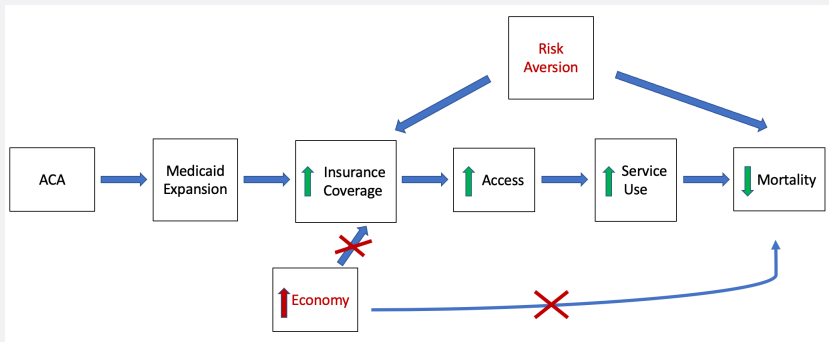 Risk
Aversion
ACA
Medicaid
Expansion
Insurance
Coverage
Access
Service
Use
Mortality
Economy